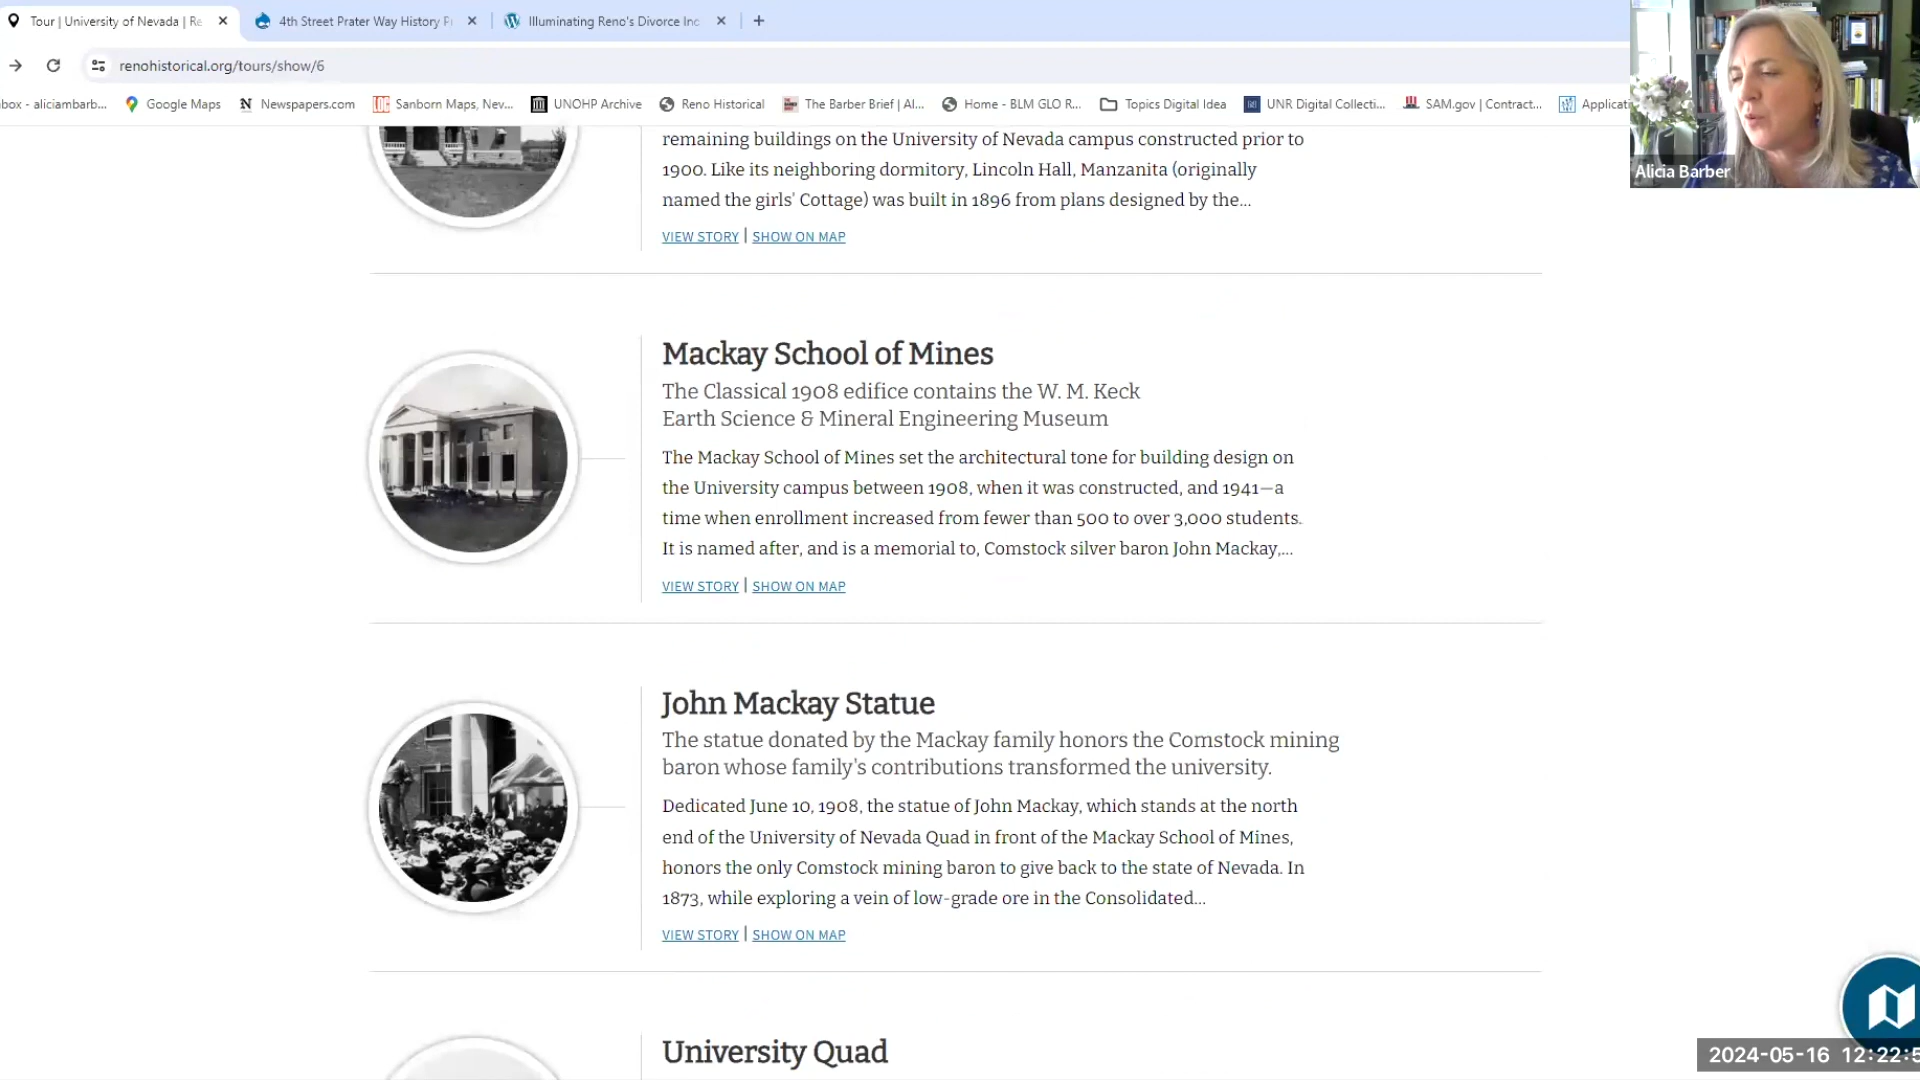 Tour | University of Nevada | Re
4th Street Prater Way History Pr
Illuminating Reno's Divorce Ind
renohistorical.org/tours/show/6
box - aliciambarb...
Google Maps
Newspapers.com
Sanborn Maps, Nev...
UNOHP Archive
Reno Historical
The Barber Brief | Al...
Home - BLM GLO R...
Topics Digital Idea
UNR Digital Collecti...
SAM.gov | Contract...
Applicati
Alicia Barber
remaining buildings on the University of Nevada campus constructed prior to
1900. Like its neighboring dormitory, Lincoln Hall, Manzanita (originally
named the girls' Cottage) was built in 1896 from plans designed by the...
VIEW STORY | SHOW ON MAP
Mackay School of Mines
The Classical 1908 edifice contains the W. M. Keck
Earth Science & Mineral Engineering Museum
The Mackay School of Mines set the architectural tone for building design on
the University campus between 1908, when it was constructed, and 1941—a
time when enrollment increased from fewer than 500 to over 3,000 students.
It is named after, and is a memorial to, Comstock silver baron John Mackay,...
VIEW STORY | SHOW ON MAP
John Mackay Statue
The statue donated by the Mackay family honors the Comstock mining
baron whose family's contributions transformed the university.
Dedicated June 10, 1908, the statue of John Mackay, which stands at the north
end of the University of Nevada Quad in front of the Mackay School of Mines,
honors the only Comstock mining baron to give back to the state of Nevada. In
1873, while exploring a vein of low-grade ore in the Consolidated...
VIEW STORY | SHOW ON MAP
University Quad
2024-05-16 12:22:5